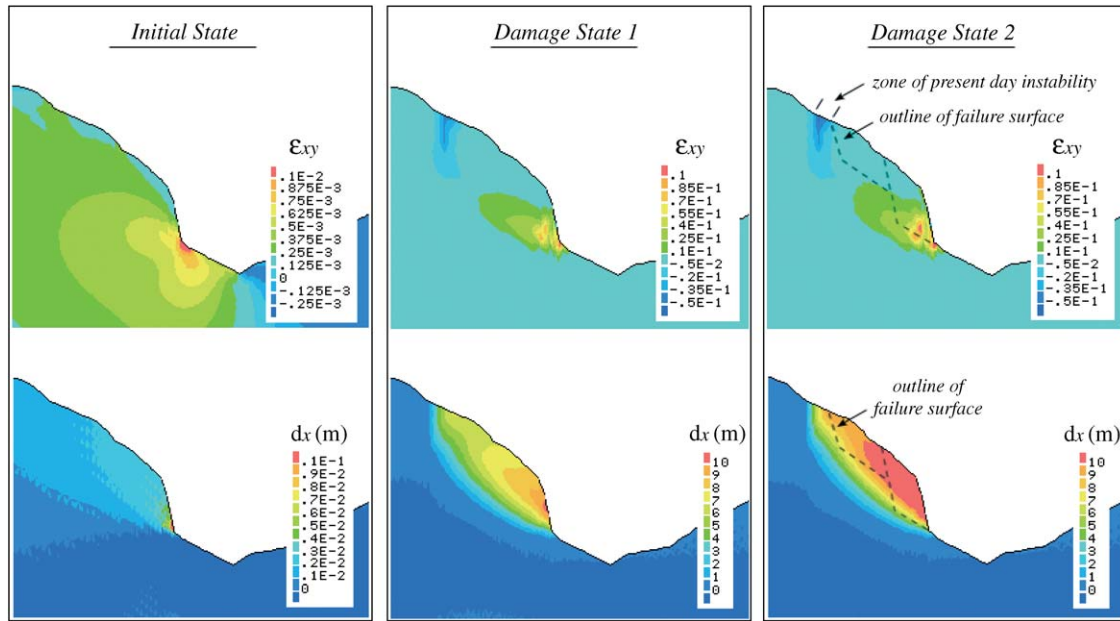 Initial State
εxy
.1E-2
.875E-3
.75E-3
.625E-3
.5E-3
.375E-3
.25E-3
.125E-3
0
-.125E-3
-.25E-3
dx (m)
.1E-1
.9E-2
.8E-2
.7E-2
.6E-2
.5E-2
.4E-2
.3E-2
.2E-2
.1E-2
0
Damage State 1
εxy
.1
.85E-1
.7E-1
.55E-1
.4E-1
.25E-1
.1E-1
-.5E-2
-.2E-1
-.35E-1
-.5E-1
dx (m)
10
9
8
7
6
5
4
3
2
1
0
Damage State 2
zone of present day instability
outline of failure surface
εxy
.1
.85E-1
.7E-1
.55E-1
.4E-1
.25E-1
.1E-1
-.5E-2
-.2E-1
-.35E-1
-.5E-1
outline of
failure surface
dx (m)
10
9
8
7
6
5
4
3
2
1
0